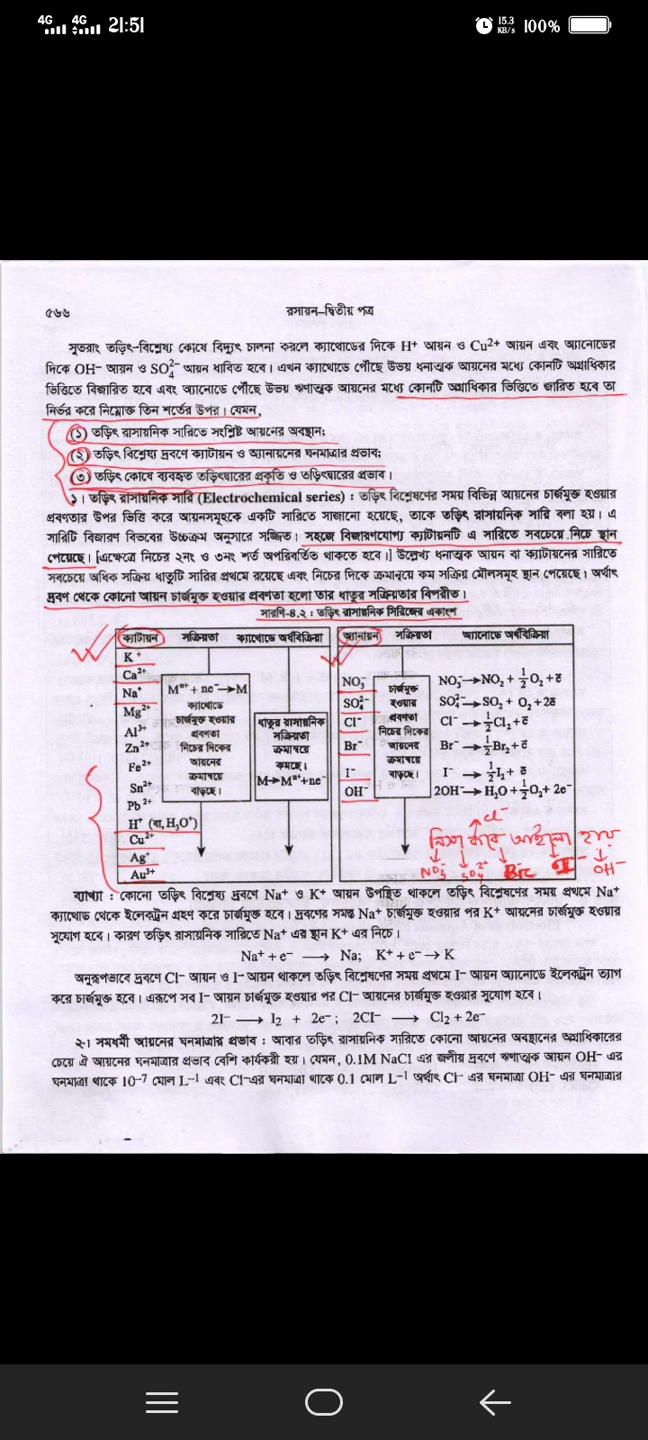 4G 4G 21:51 15.3 KB/s 100%
৫৬৬ রসায়ন–দ্বিতীয় পত্র
সুতরাং তড়িৎ-বিশ্লেষ্য কোষে বিদ্যুৎ চালনা করলে ক্যাথোডের দিকে H⁺ আয়ন ও Cu²⁺ আয়ন এবং অ্যানোডের
দিকে OH⁻ আয়ন ও SO₄²⁻ আয়ন ধাবিত হবে। এখন ক্যাথোডে পৌঁছে উভয় ধনাত্মক আয়নের মধ্যে কোনটি অগ্রাধিকার
ভিত্তিতে বিজারিত হবে এবং অ্যানোডে পৌঁছে উভয় ঋণাত্মক আয়নের মধ্যে কোনটি অগ্রাধিকার ভিত্তিতে জারিত হবে তা
নির্ভর করে নিম্নোক্ত তিন শর্তের উপর। যেমন,
(১) তড়িৎ রাসায়নিক সারিতে সংশ্লিষ্ট আয়নের অবস্থান;
(২) তড়িৎ বিশ্লেষ্য দ্রবণে ক্যাটায়ন ও অ্যানায়নের ঘনমাত্রার প্রভাব;
(৩) তড়িৎ কোষে ব্যবহৃত তড়িৎদ্বারের প্রকৃতি ও তড়িৎদ্বারের প্রভাব।
১। তড়িৎ রাসায়নিক সারি (Electrochemical series) : তড়িৎ বিশ্লেষণের সময় বিভিন্ন আয়নের চার্জমুক্ত হওয়ার
প্রবণতার উপর ভিত্তি করে আয়নসমূহকে একটি সারিতে সাজানো হয়েছে, তাকে তড়িৎ রাসায়নিক সারি বলা হয়। এ
সারিটি বিজারণ বিভবের উচ্চক্রম অনুসারে সজ্জিত। সহজে বিজারণযোগ্য ক্যাটায়নটি এ সারিতে সবচেয়ে নিচে স্থান
পেয়েছে। [এক্ষেত্রে নিচের ২নং ও ৩নং শর্ত অপরিবর্তিত থাকতে হবে।] উল্লেখ্য ধনাত্মক আয়ন বা ক্যাটায়নের সারিতে
সবচেয়ে অধিক সক্রিয় ধাতুটি সারির প্রথমে রয়েছে এবং নিচের দিকে ক্রমান্বয়ে কম সক্রিয় মৌলসমূহ স্থান পেয়েছে। অর্থাৎ
দ্রবণ থেকে কোনো আয়ন চার্জমুক্ত হওয়ার প্রবণতা হলো তার ধাতুর সক্রিয়তার বিপরীত।
সারণি-৪.২ : তড়িৎ রাসায়নিক সিরিজের একাংশ
ক্যাটায়ন সক্রিয়তা ক্যাথোডে অর্ধবিক্রিয়া
K⁺
Ca²⁺
Na⁺
Mg²⁺
Al³⁺
Zn²⁺
Fe²⁺
Sn²⁺
Pb²⁺
H⁺ (বা, H₃O⁺)
Cu²⁺
Ag⁺
Au³⁺
Mⁿ⁺ + ne⁻→M
ক্যাথোডে
চার্জমুক্ত হওয়ার
প্রবণতা
নিচের দিকের
আয়নের
ক্রমান্বয়ে
বাড়ছে।
ধাতুর রাসায়নিক
সক্রিয়তা
ক্রমান্বয়ে
কমছে।
M→Mⁿ⁺+ne⁻
অ্যানায়ন সক্রিয়তা অ্যানোডে অর্ধবিক্রিয়া
NO₃⁻
SO₄²⁻
Cl⁻
Br⁻
I⁻
OH⁻
চার্জমুক্ত
হওয়ার
প্রবণতা
নিচের দিকের
আয়নের
ক্রমান্বয়ে
বাড়ছে।
NO₃⁻→NO₂ + ½O₂ + ē
SO₄²⁻→SO₂ + O₂ + 2ē
Cl⁻→½Cl₂ + ē
Br⁻→½Br₂ + ē
I⁻→½I₂ + ē
2OH⁻→H₂O + ½O₂ + 2e⁻
Cl⁻
আইলো
NO₃⁻ SO₄²⁻ I⁻ OH⁻
ব্যাখ্যা : কোনো তড়িৎ বিশ্লেষ্য দ্রবণে Na⁺ ও K⁺ আয়ন উপস্থিত থাকলে তড়িৎ বিশ্লেষণের সময় প্রথমে Na⁺
ক্যাথোড থেকে ইলেকট্রন গ্রহণ করে চার্জমুক্ত হবে। দ্রবণের সমস্ত Na⁺ চার্জমুক্ত হওয়ার পর K⁺ আয়নের চার্জমুক্ত হওয়ার
সুযোগ হবে। কারণ তড়িৎ রাসায়নিক সারিতে Na⁺ এর স্থান K⁺ এর নিচে।
Na⁺ + e⁻ → Na; K⁺ + e⁻ → K
অনুরূপভাবে দ্রবণে Cl⁻ আয়ন ও I⁻ আয়ন থাকলে তড়িৎ বিশ্লেষণের সময় প্রথমে I⁻ আয়ন অ্যানোডে ইলেকট্রন ত্যাগ
করে চার্জমুক্ত হবে। এরূপে সব I⁻ আয়ন চার্জমুক্ত হওয়ার পর Cl⁻ আয়নের চার্জমুক্ত হওয়ার সুযোগ হবে।
2I⁻ → I₂ + 2e⁻ ; 2Cl⁻ → Cl₂ + 2e⁻
২। সমধর্মী আয়নের ঘনমাত্রার প্রভাব : আবার তড়িৎ রাসায়নিক সারিতে কোনো আয়নের অবস্থানের অগ্রাধিকারের
চেয়ে ঐ আয়নের ঘনমাত্রার প্রভাব বেশি কার্যকরী হয়। যেমন, 0.1M NaCl এর জলীয় দ্রবণে ঋণাত্মক আয়ন OH⁻ এর
ঘনমাত্রা থাকে 10⁻⁷ মোল L⁻¹ এবং Cl⁻এর ঘনমাত্রা থাকে 0.1 মোল L⁻¹ অর্থাৎ Cl⁻ এর ঘনমাত্রা OH⁻ এর ঘনমাত্রার